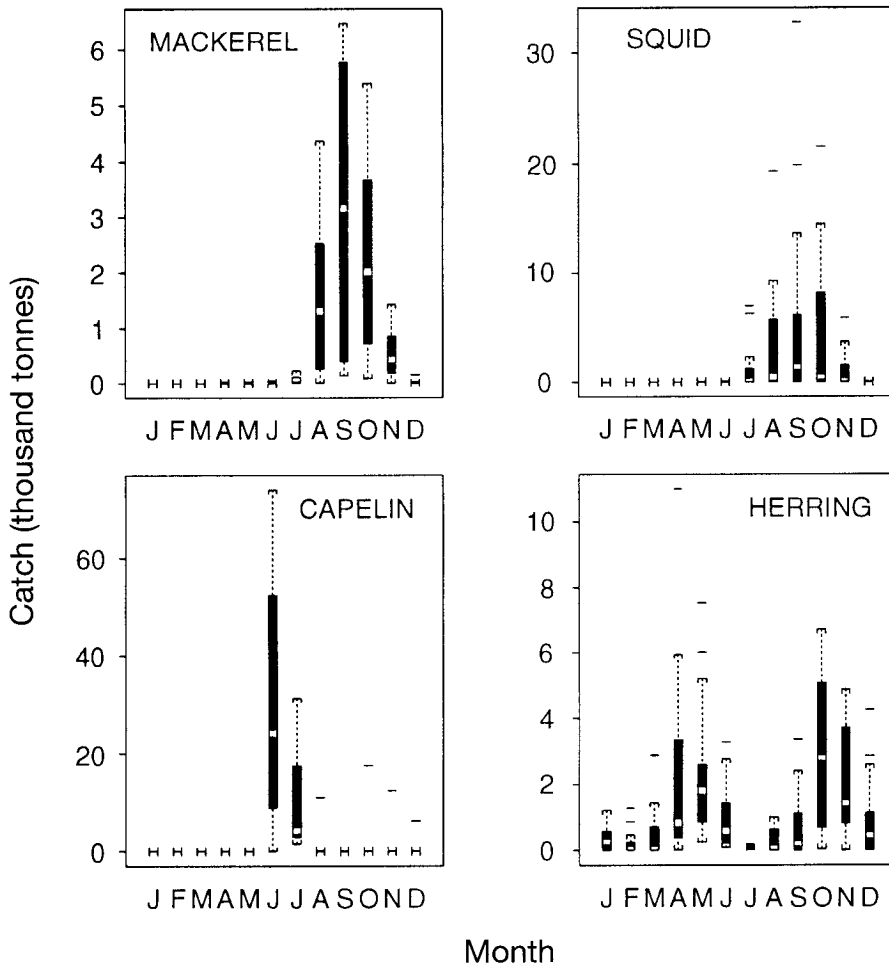 Catch (thousand tonnes)
MACKEREL
6
5
4
3
2
1
0
J F M A M J J A S O N D
SQUID
30
20
10
0
J F M A M J J A S O N D
CAPELIN
60
40
20
0
J F M A M J J A S O N D
HERRING
10
8
6
4
2
0
J F M A M J J A S O N D
Month